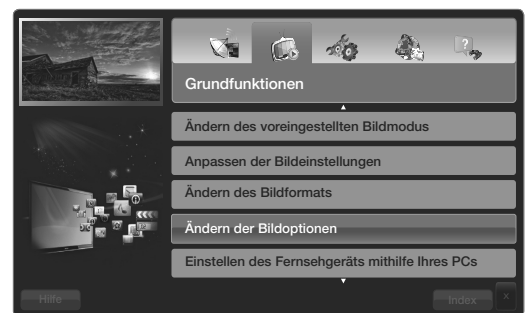 Grundfunktionen
Ändern des voreingestellten Bildmodus
Anpassen der Bildeinstellungen
Ändern des Bildformats
Ändern der Bildoptionen
Einstellen des Fernsehgeräts mithilfe Ihres PCs
Hilfe
Index
x